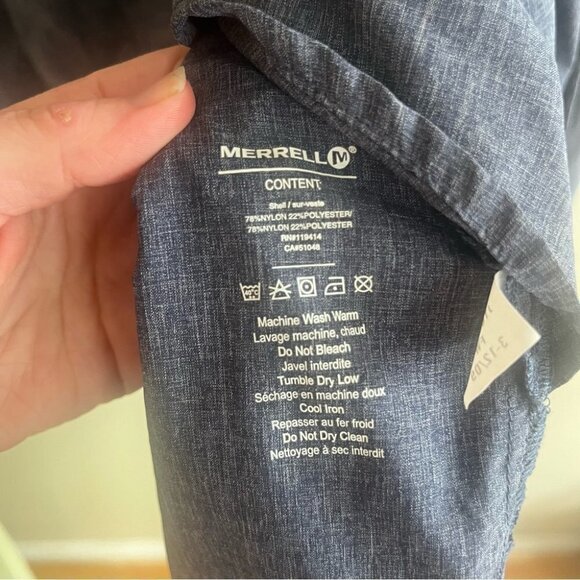 MERRELL M®
CONTENT:
Shell / sur-veste
78%NYLON 22%POLYESTER/
78%NYLON 22%POLYESTER
RN#119414
CA#51048
40°C
Machine Wash Warm
Lavage machine, chaud
Do Not Bleach
Javel interdite
Tumble Dry Low
Séchage en machine doux
Cool Iron
Repasser au fer froid
Do Not Dry Clean
Nettoyage à sec interdit